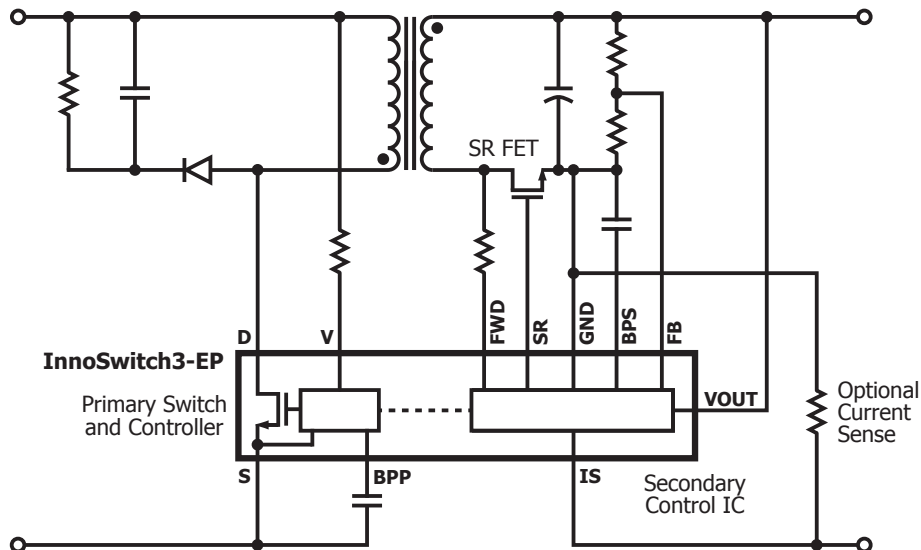 SR FET
D
V
FWD
SR
GND
BPS
FB
InnoSwitch3-EP
Primary Switch
and Controller
VOUT
Optional
Current
Sense
S
BPP
IS
Secondary
Control IC